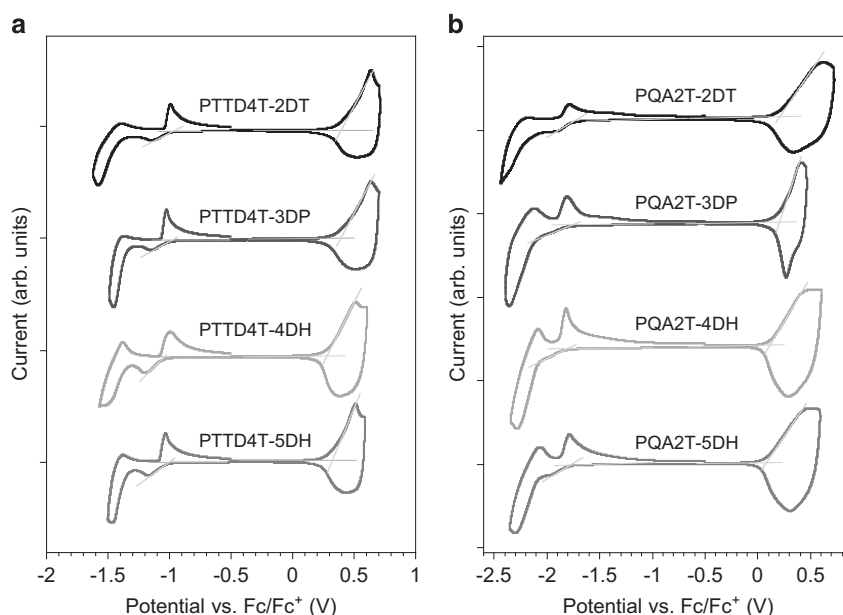 a
Current (arb. units)
PTTD4T-2DT
PTTD4T-3DP
PTTD4T-4DH
PTTD4T-5DH
-2 -1.5 -1 -0.5 0 0.5 1
Potential vs. Fc/Fc+ (V)
b
Current (arb. units)
PQA2T-2DT
PQA2T-3DP
PQA2T-4DH
PQA2T-5DH
-2.5 -2 -1.5 -1 -0.5 0 0.5
Potential vs. Fc/Fc+ (V)